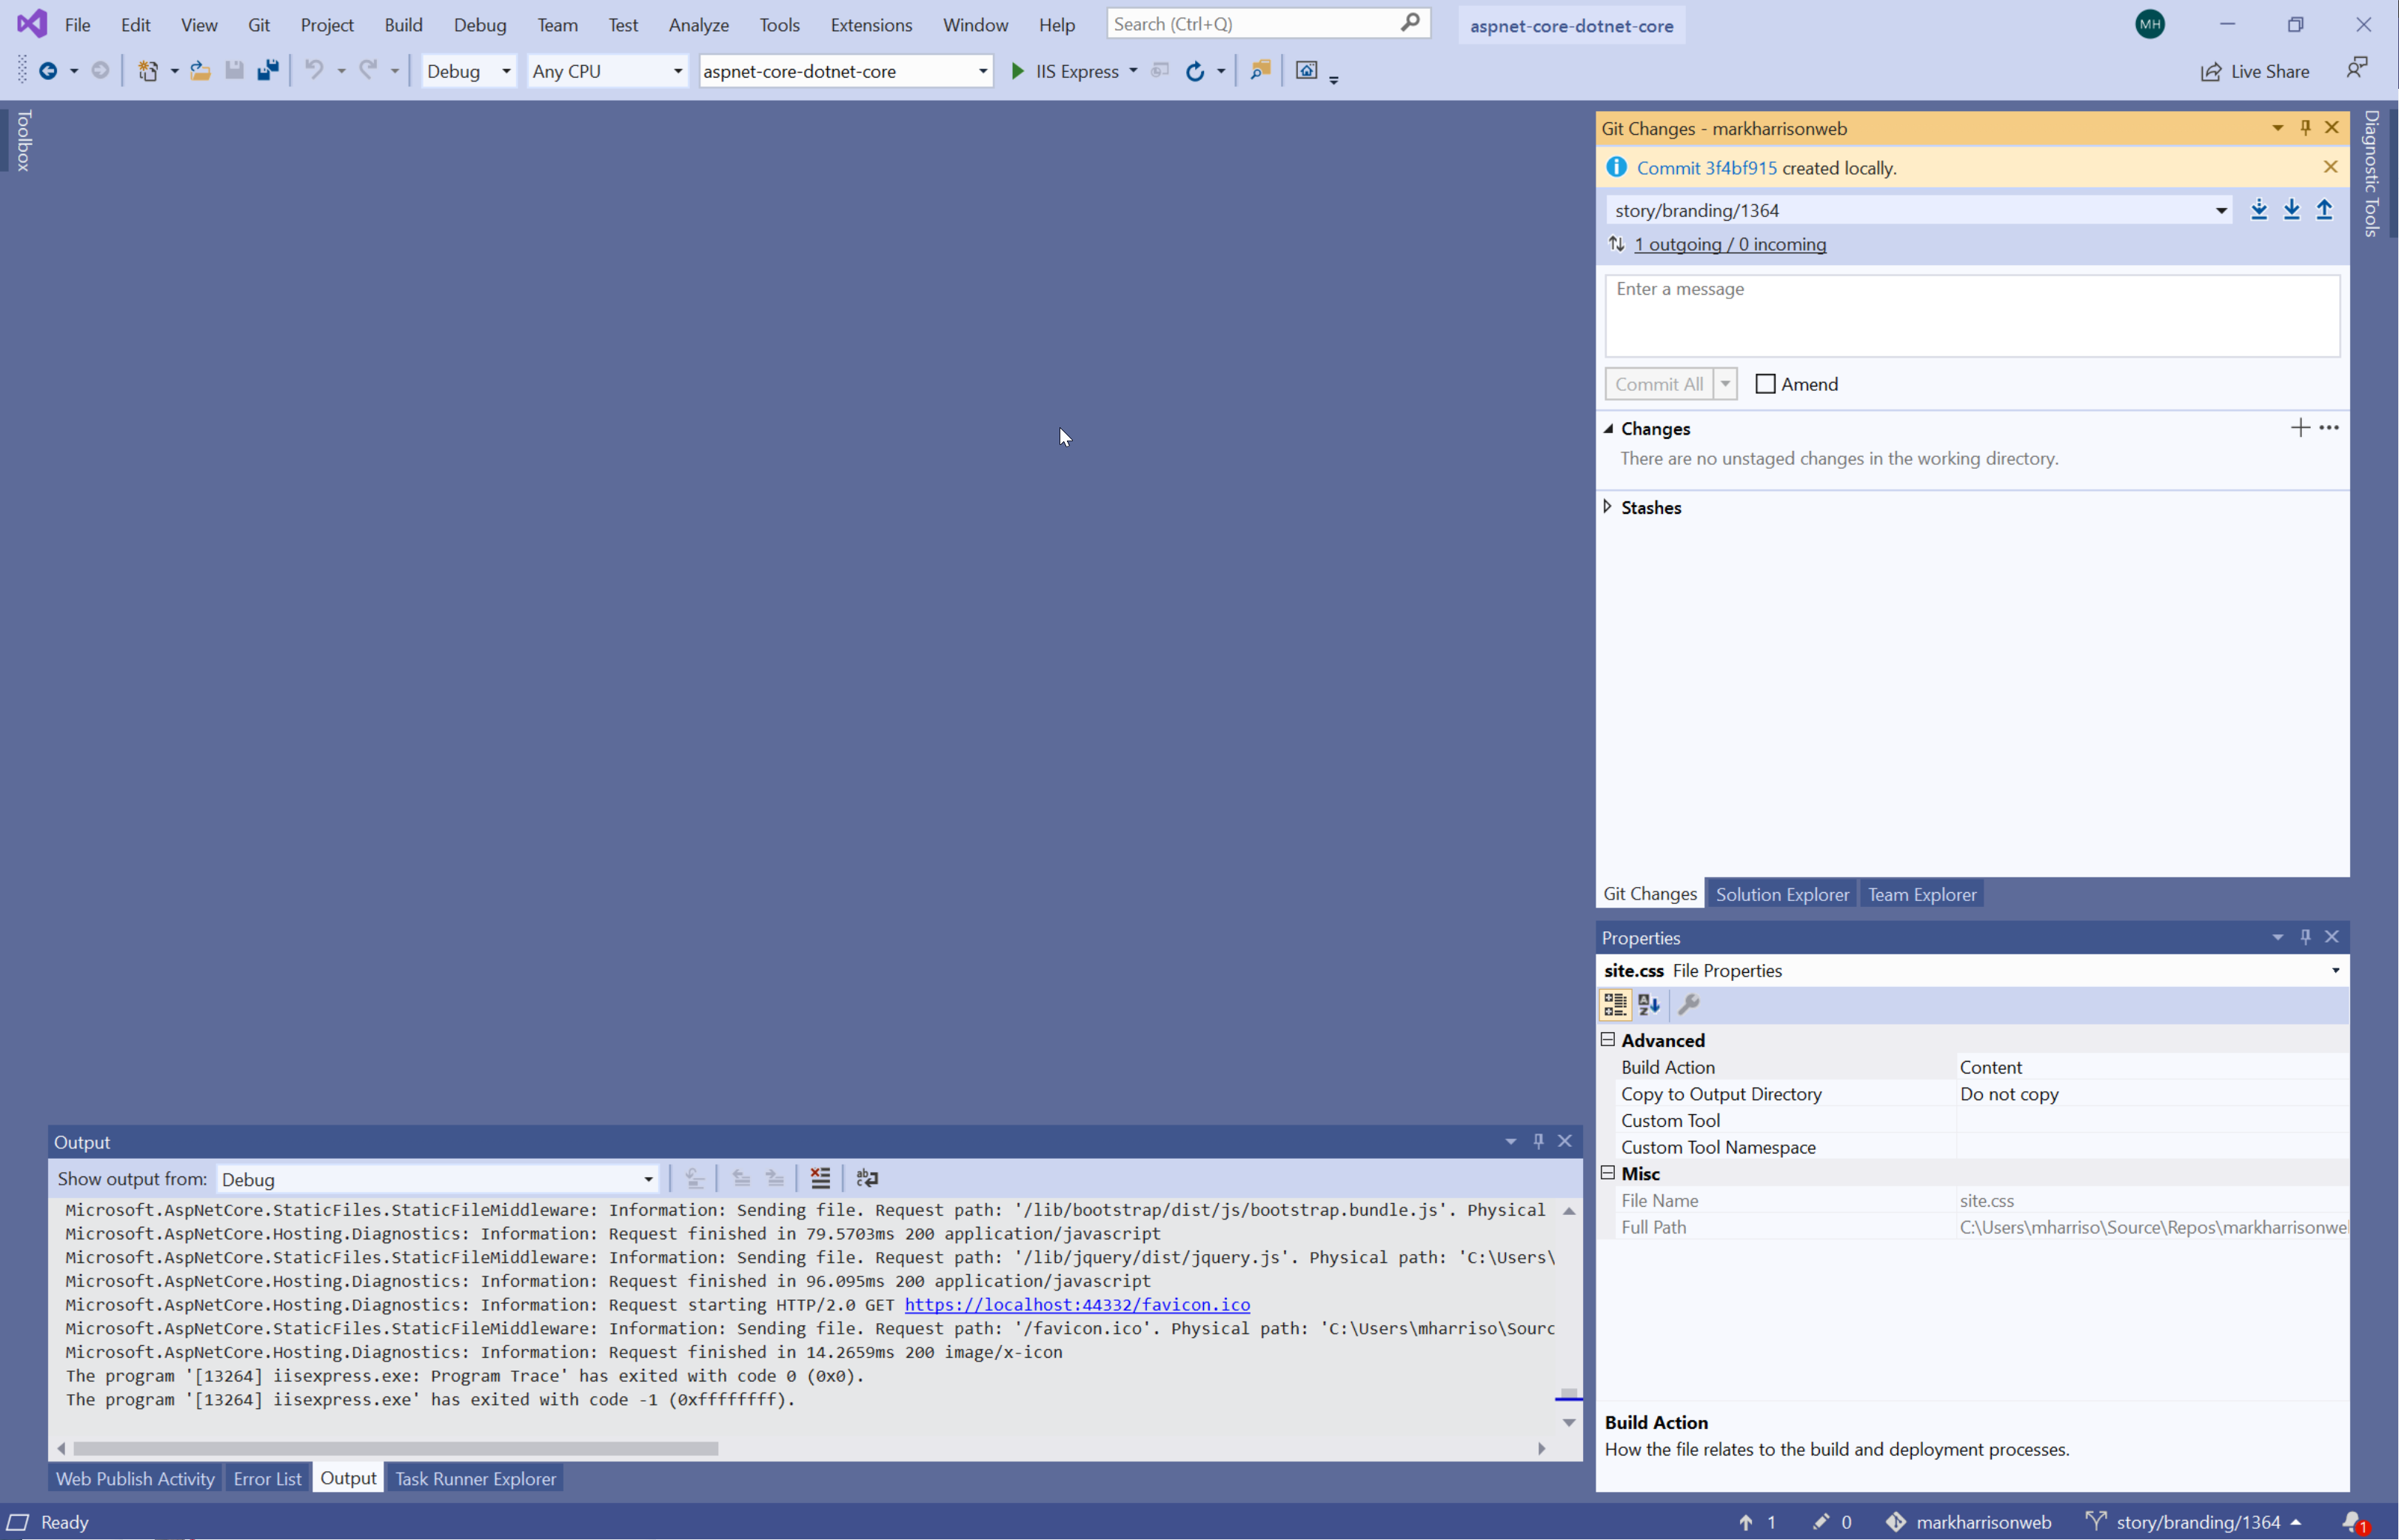 File Edit View Git Project Build Debug Team Test Analyze Tools Extensions Window Help Search (Ctrl+Q) aspnet-core-dotnet-core MH
Debug Any CPU aspnet-core-dotnet-core IIS Express Live Share
Toolbox
Diagnostic Tools
Git Changes - markharrisonweb
Commit 3f4bf915 created locally.
story/branding/1364
1 outgoing / 0 incoming
Enter a message
Commit All Amend
Changes
There are no unstaged changes in the working directory.
Stashes
Git Changes Solution Explorer Team Explorer
Properties
site.css File Properties
Advanced
Build Action Content
Copy to Output Directory Do not copy
Custom Tool
Custom Tool Namespace
Misc
File Name site.css
Full Path C:\Users\mharriso\Source\Repos\markharrisonwe
Build Action
How the file relates to the build and deployment processes.
Output
Show output from: Debug
Microsoft.AspNetCore.StaticFiles.StaticFileMiddleware: Information: Sending file. Request path: '/lib/bootstrap/dist/js/bootstrap.bundle.js'. Physical
Microsoft.AspNetCore.Hosting.Diagnostics: Information: Request finished in 79.5703ms 200 application/javascript
Microsoft.AspNetCore.StaticFiles.StaticFileMiddleware: Information: Sending file. Request path: '/lib/jquery/dist/jquery.js'. Physical path: 'C:\Users\
Microsoft.AspNetCore.Hosting.Diagnostics: Information: Request finished in 96.095ms 200 application/javascript
Microsoft.AspNetCore.Hosting.Diagnostics: Information: Request starting HTTP/2.0 GET https://localhost:44332/favicon.ico
Microsoft.AspNetCore.StaticFiles.StaticFileMiddleware: Information: Sending file. Request path: '/favicon.ico'. Physical path: 'C:\Users\mharriso\Sourc
Microsoft.AspNetCore.Hosting.Diagnostics: Information: Request finished in 14.2659ms 200 image/x-icon
The program '[13264] iisexpress.exe: Program Trace' has exited with code 0 (0x0).
The program '[13264] iisexpress.exe' has exited with code -1 (0xffffffff).
Web Publish Activity Error List Output Task Runner Explorer
Ready 1 0 markharrisonweb story/branding/1364 1